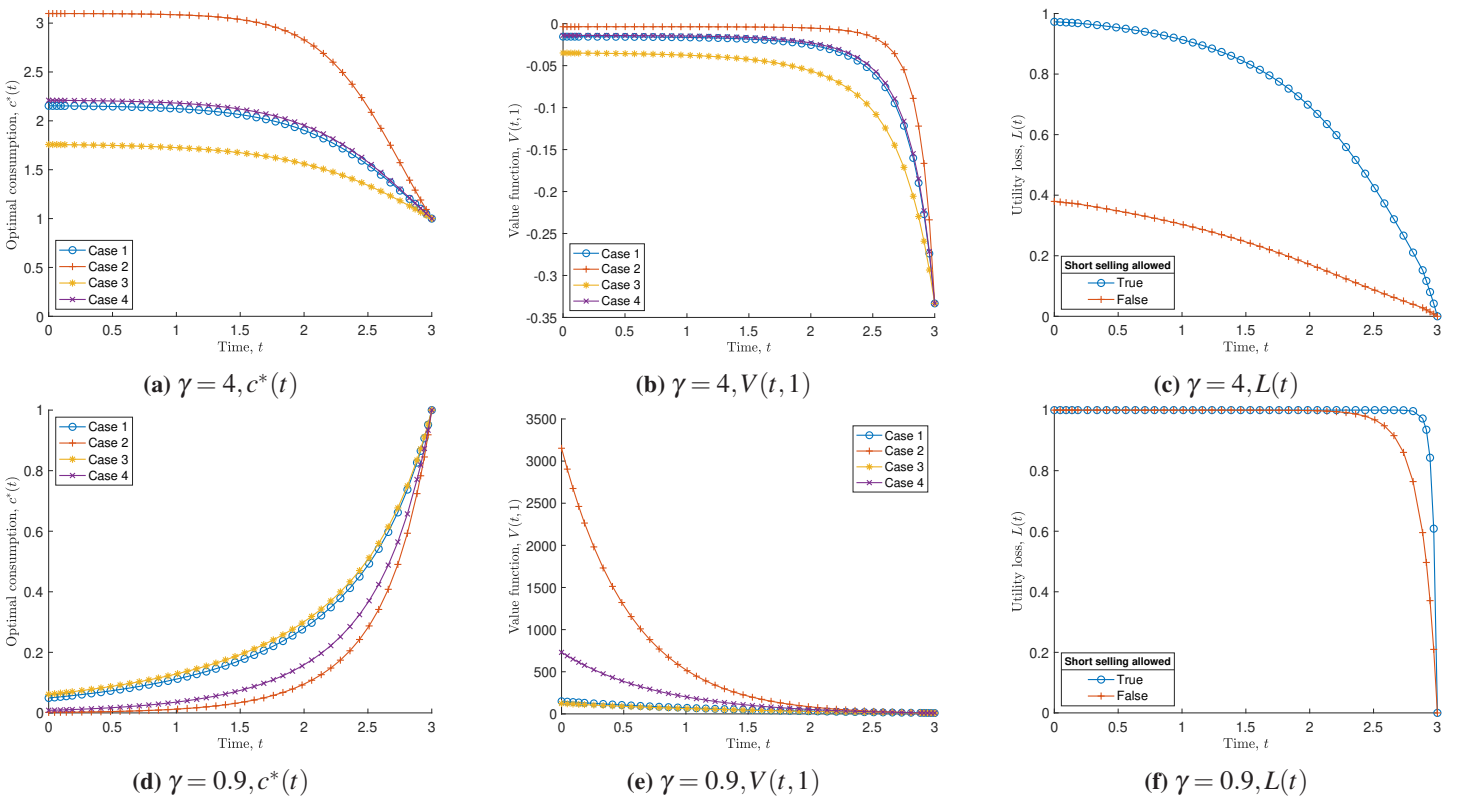 Optimal consumption, c*(t)
3
2.5
2
1.5
1
0.5
0
Case 1
Case 2
Case 3
Case 4
0 0.5 1 1.5 2 2.5 3
Time, t
(a) γ = 4, c*(t)
Value function, V(t, 1)
0
-0.05
-0.1
-0.15
-0.2
-0.25
-0.3
-0.35
Case 1
Case 2
Case 3
Case 4
0 0.5 1 1.5 2 2.5 3
Time, t
(b) γ = 4, V(t, 1)
Utility loss, L(t)
1
0.8
0.6
0.4
0.2
0
Short selling allowed
True
False
0 0.5 1 1.5 2 2.5 3
Time, t
(c) γ = 4, L(t)
Optimal consumption, c*(t)
1
0.8
0.6
0.4
0.2
0
Case 1
Case 2
Case 3
Case 4
0 0.5 1 1.5 2 2.5 3
Time, t
(d) γ = 0.9, c*(t)
Value function, V(t, 1)
3500
3000
2500
2000
1500
1000
500
0
Case 1
Case 2
Case 3
Case 4
0 0.5 1 1.5 2 2.5 3
Time, t
(e) γ = 0.9, V(t, 1)
Utility loss, L(t)
1
0.8
0.6
0.4
0.2
0
Short selling allowed
True
False
0 0.5 1 1.5 2 2.5 3
Time, t
(f) γ = 0.9, L(t)